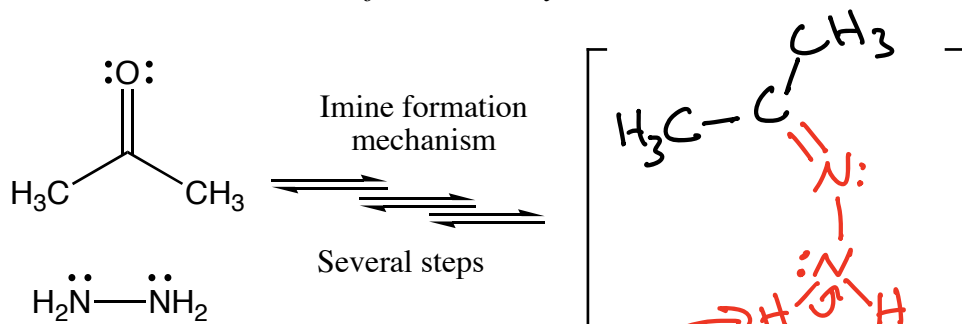 :O:
H3C CH3
Imine formation
mechanism
Several steps
H2N—NH2
CH3
H3C—C
N:
:N
H H